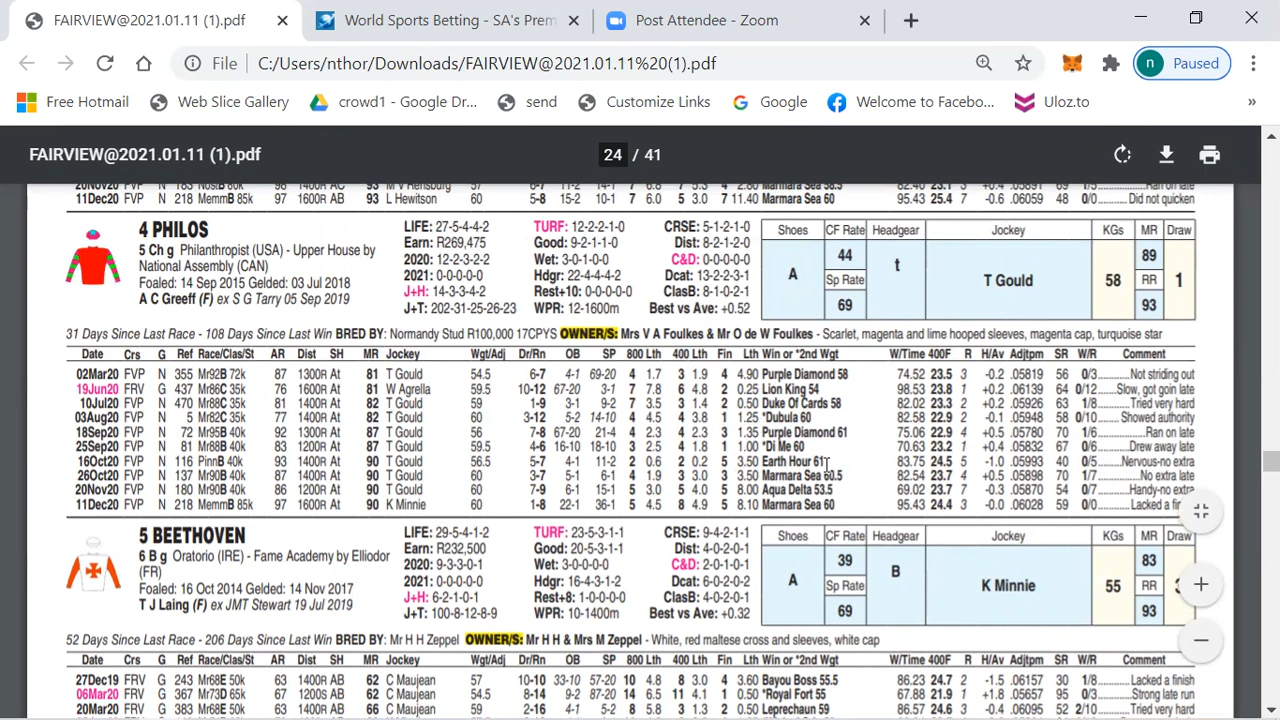 FAIRVIEW@2021.01.11 (1).pdf
World Sports Betting - SA's Prem
Post Attendee - Zoom
File C:/Users/nthor/Downloads/FAIRVIEW@2021.01.11%20(1).pdf n Paused
Free Hotmail Web Slice Gallery crowd1 - Google Dr... send Customize Links Google Welcome to Facebo... Uloz.to »
FAIRVIEW@2021.01.11 (1).pdf 24 / 41
20Nov20 FVP N 183 NostB 80k 96 1400R AC 93 M V Rensburg 57 6-7 11-2 14-1 7 6.8 7 5.3 4 2.80 Marmara Sea 58.5 82.40 23.1 3 +0.4 .05891 69 1/5 Ran on late
11Dec20 FVP N 218 MemmB 85k 97 1600R AB 93 L Hewitson 60 5-8 15-2 10-1 7 6.0 5 3.0 7 11.40 Marmara Sea 60 95.43 25.4 7 -0.6 .06059 48 0/0 Did not quicken
4 PHILOS
5 Ch g Philanthropist (USA) - Upper House by
National Assembly (CAN)
Foaled: 14 Sep 2015 Gelded: 03 Jul 2018
A C Greeff (F) ex S G Tarry 05 Sep 2019
LIFE: 27-5-4-4-2 TURF: 12-2-2-1-0 CRSE: 5-1-2-1-0
Earn: R269,475 Good: 9-2-1-1-0 Dist: 8-2-1-2-0
2020: 12-2-3-2-2 Wet: 3-0-1-0-0 C&D: 0-0-0-0-0
2021: 0-0-0-0-0 Hdgr: 22-4-4-4-2 Dcat: 13-2-2-3-1
J+H: 14-3-3-4-2 Rest+10: 0-0-0-0-0 ClasB: 8-1-0-2-1
J+T: 202-31-25-26-23 WPR: 12-1600m Best vs Ave: +0.52
Shoes CF Rate Headgear Jockey KGs MR Draw
A 44 t T Gould 58 89 1
Sp Rate RR
69 93
31 Days Since Last Race - 108 Days Since Last Win BRED BY: Normandy Stud R100,000 17CPYS OWNER/S: Mrs V A Foulkes & Mr O de W Foulkes - Scarlet, magenta and lime hooped sleeves, magenta cap, turquoise star
Date Crs G Ref Race/Clas/St AR Dist SH MR Jockey Wgt/Adj Dr/Rn OB SP 800 Lth 400 Lth Fin Lth Win or *2nd Wgt W/Time 400F R H/Av Adjtpm SR W/R Comment
02Mar20 FVP N 355 Mr92B 72k 87 1300R At 81 T Gould 54.5 6-7 4-1 69-20 4 1.7 3 1.9 4 4.90 Purple Diamond 58 74.52 23.5 3 -0.2 .05819 56 0/3 Not striding out
19Jun20 FRV G 437 Mr86C 35k 76 1600S At 81 W Agrella 59.5 10-12 67-20 3-1 7 7.8 6 4.8 2 0.25 Lion King 54 98.53 23.8 1 +0.2 .06139 64 0/12 Slow, got goin late
10Jul20 FVP N 470 Mr88C 35k 81 1400R At 82 T Gould 59 1-9 3-1 9-2 7 3.5 3 1.4 2 0.50 Duke Of Cards 58 82.02 23.3 2 +0.2 .05926 63 1/8 Tried very hard
03Aug20 FVP N 5 Mr88C 35k 77 1400R At 82 T Gould 60 3-12 5-2 14-10 4 4.5 4 3.8 1 1.25 *Dubula 60 82.58 22.9 2 -0.1 .05948 58 0/10 Showed authority
18Sep20 FVP N 72 Mr95B 40k 92 1300R At 87 T Gould 56 7-8 67-20 21-4 4 2.3 4 2.3 3 1.35 Purple Diamond 61 75.06 22.9 4 +0.5 .05780 70 1/6 Ran on late
25Sep20 FVP N 81 Mr88B 40k 83 1200R At 87 T Gould 59.5 4-6 16-10 18-10 3 2.5 4 1.8 1 1.00 *Di Me 60 70.63 23.2 1 +0.4 .05832 67 0/6 Drew away late
16Oct20 FVP N 116 PinnB 40k 93 1400R At 90 T Gould 56.5 5-7 4-1 11-2 2 0.6 2 0.2 5 3.50 Earth Hour 61 83.75 24.5 5 -1.0 .05993 40 0/5 Nervous-no extra
26Oct20 FVP N 137 Mr90B 40k 91 1400R At 90 T Gould 60 3-7 5-1 6-1 4 1.9 3 3.0 3 3.50 Marmara Sea 60.5 82.54 23.7 4 +0.5 .05898 70 1/7 No extra late
20Nov20 FVP N 180 Mr90B 40k 86 1200R At 90 T Gould 60 7-9 6-1 15-1 5 3.0 5 4.0 5 8.00 Aqua Delta 53.5 69.02 23.7 7 -0.3 .05870 54 0/7 Handy-no extra
11Dec20 FVP N 218 MemmB 85k 97 1600R At 90 K Minnie 60 1-8 22-1 36-1 5 4.5 8 4.9 5 8.10 Marmara Sea 60 95.43 24.4 3 -0.0 .06028 59 0/0 Lacked a fin
5 BEETHOVEN
6 B g Oratorio (IRE) - Fame Academy by Elliodor
(FR)
Foaled: 16 Oct 2014 Gelded: 14 Nov 2017
T J Laing (F) ex JMT Stewart 19 Jul 2019
LIFE: 29-5-4-1-2 TURF: 23-5-3-1-1 CRSE: 9-4-2-1-1
Earn: R232,500 Good: 20-5-3-1-1 Dist: 4-0-2-0-1
2020: 9-3-3-0-1 Wet: 3-0-0-0-0 C&D: 2-0-1-0-1
2021: 0-0-0-0-0 Hdgr: 16-4-3-1-2 Dcat: 6-0-2-0-2
J+H: 6-2-1-0-1 Rest+8: 1-0-0-0-0 ClasB: 4-0-2-0-1
J+T: 100-8-12-8-9 WPR: 10-1400m Best vs Ave: +0.32
Shoes CF Rate Headgear Jockey KGs MR Draw
A 39 B K Minnie 55 83
Sp Rate RR
69 93
52 Days Since Last Race - 206 Days Since Last Win BRED BY: Mr H H Zeppel OWNER/S: Mr H H & Mrs M Zeppel - White, red maltese cross and sleeves, white cap
Date Crs G Ref Race/Clas/St AR Dist SH MR Jockey Wgt/Adj Dr/Rn OB SP 800 Lth 400 Lth Fin Lth Win or *2nd Wgt W/Time 400F R H/Av Adjtpm SR W/R Comment
27Dec19 FVP G 243 Mr68E 50k 63 1400R At 62 C Maujean 57 10-10 33-10 57-20 10 4.8 8 3.0 4 3.60 Bayou Boss 55.5 86.23 24.7 2 -1.5 .06157 30 1/8 Lacked a finish
06Mar20 FRV G 367 Mr73D 65k 67 1200S At 62 C Maujean 54.5 8-14 9-2 87-20 14 6.5 11 4.1 1 0.50 *Royal Fort 55 67.88 21.9 1 +1.8 .05657 95 0/3 Strong late run
20Mar20 FRV G 383 Mr68E 50k 64 1400S At 66 C Maujean 59 2-16 4-1 5-2 5 3.8 3 1.3 2 0.50 Leprechaun 59 86.57 24.6 3 -0.4 .06095 52 2/10 Tried very hard